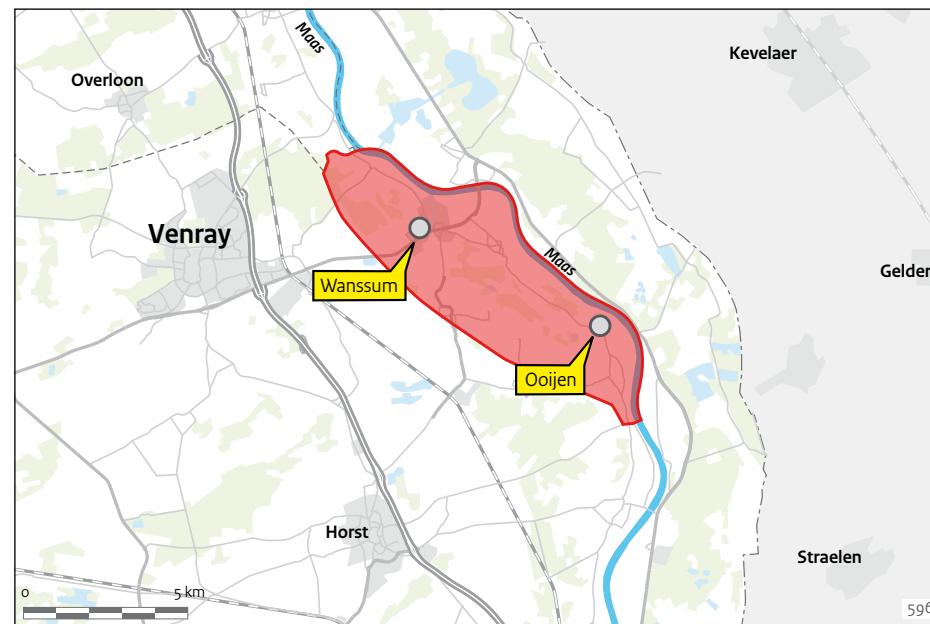 Maas
Kevelaer
Overloon
Venray
Maas
Gelder
Wanssum
Ooijen
Horst
Straelen
0 5 km
596